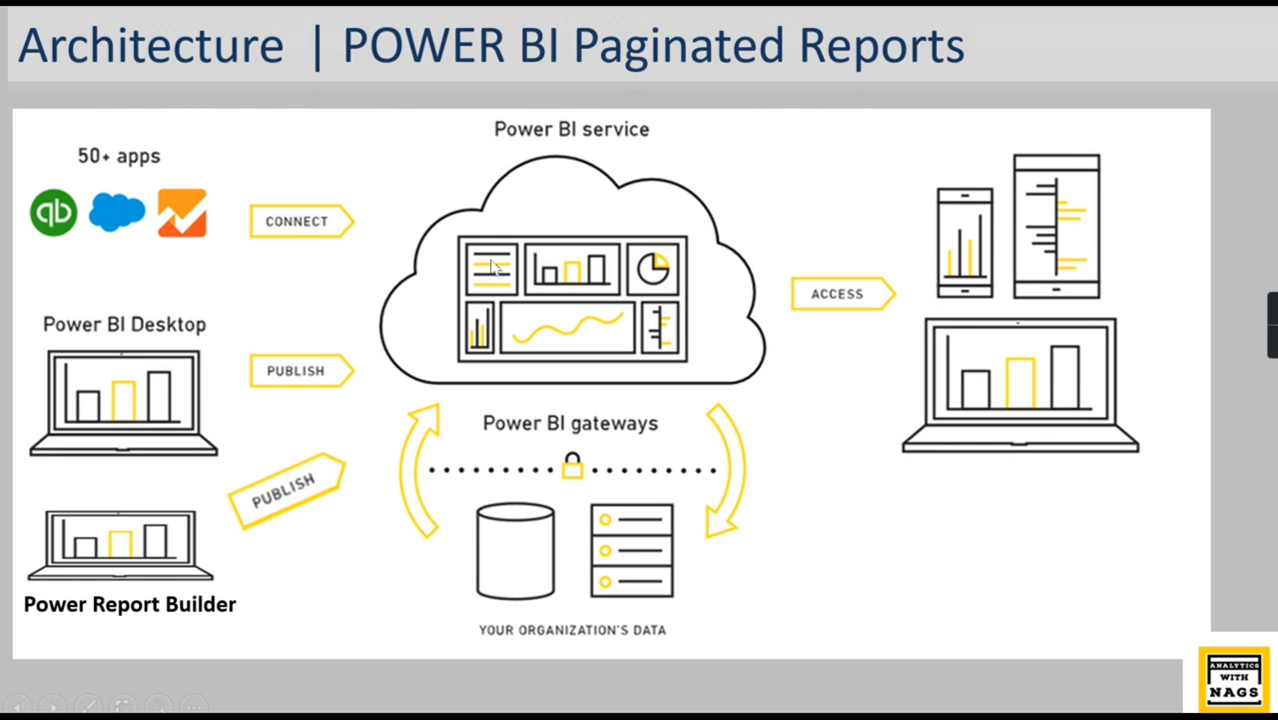 Architecture | POWER BI Paginated Reports
Power BI service
50+ apps
qb
CONNECT
ACCESS
Power BI Desktop
PUBLISH
Power BI gateways
PUBLISH
Power Report Builder
YOUR ORGANIZATION'S DATA
ANALYTICS
WITH
NAGS